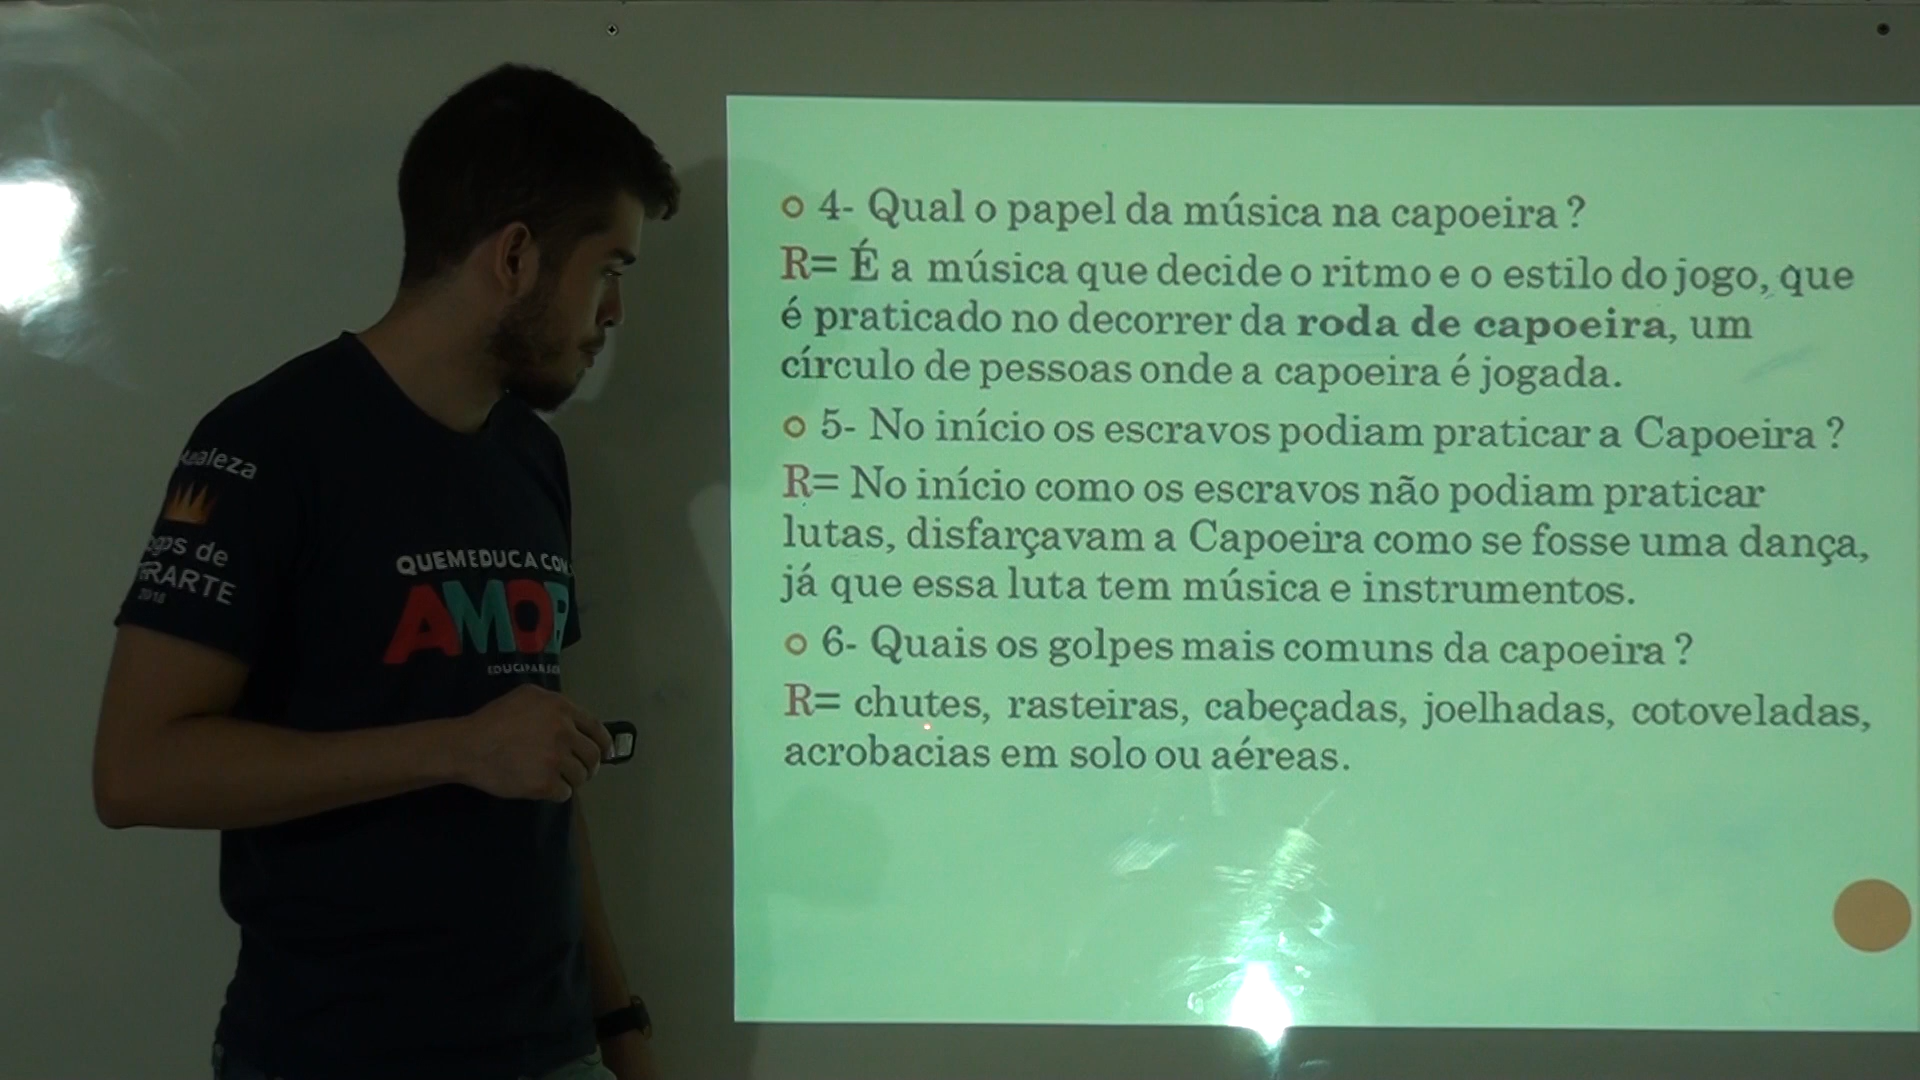 4- Qual o papel da música na capoeira ?
R= É a música que decide o ritmo e o estilo do jogo, que
é praticado no decorrer da roda de capoeira, um
círculo de pessoas onde a capoeira é jogada.
5- No início os escravos podiam praticar a Capoeira ?
R= No início como os escravos não podiam praticar
lutas, disfarçavam a Capoeira como se fosse uma dança,
já que essa luta tem música e instrumentos.
6- Quais os golpes mais comuns da capoeira ?
R= chutes, rasteiras, cabeçadas, joelhadas, cotoveladas,
acrobacias em solo ou aéreas.
de
2018
QUEM EDUCA COM
AMOR